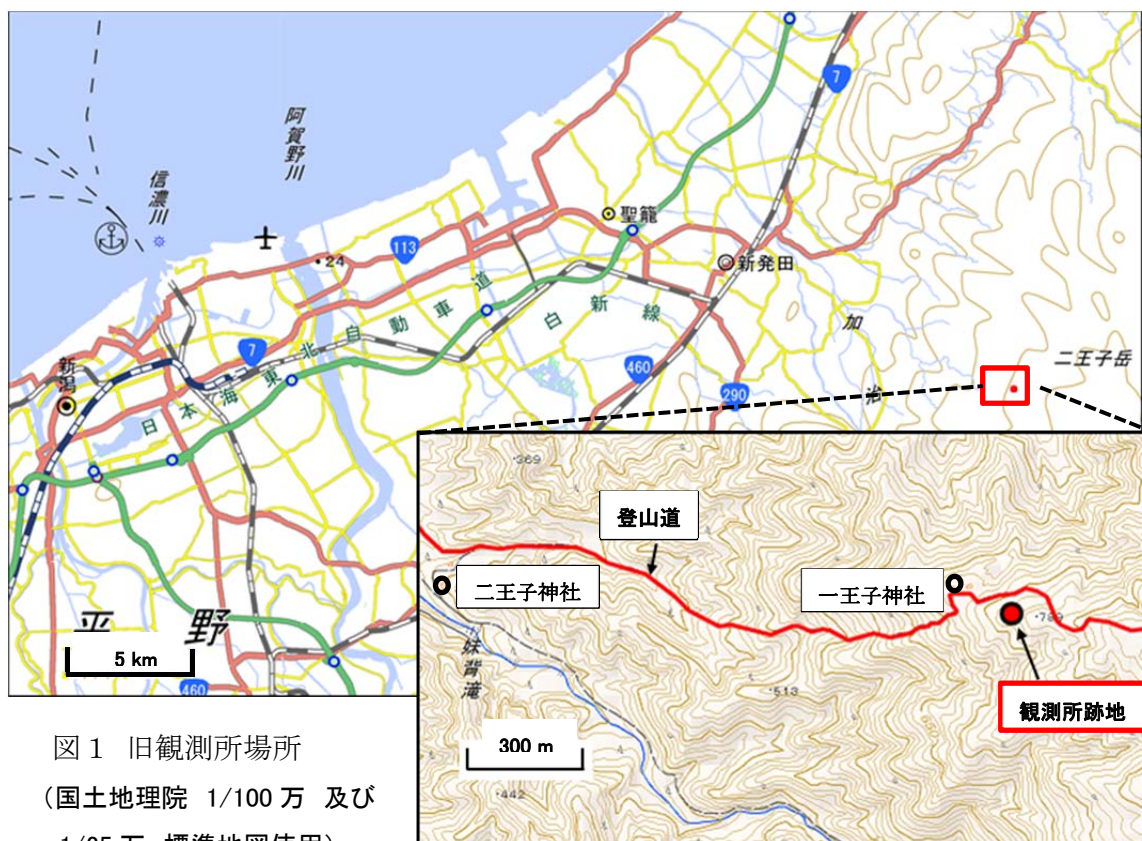 7
阿賀野川
信濃川
聖籠
24
113
新発田
日本海東北自動車道
白新線
加
治
二王子岳
7
新潟
460
290
369
登山道
二王子神社
一王子神社
789
妹背滝
513
平野
5 km
460
観測所跡地
300 m
442
図1 旧観測所場所
(国土地理院 1/100万 及び